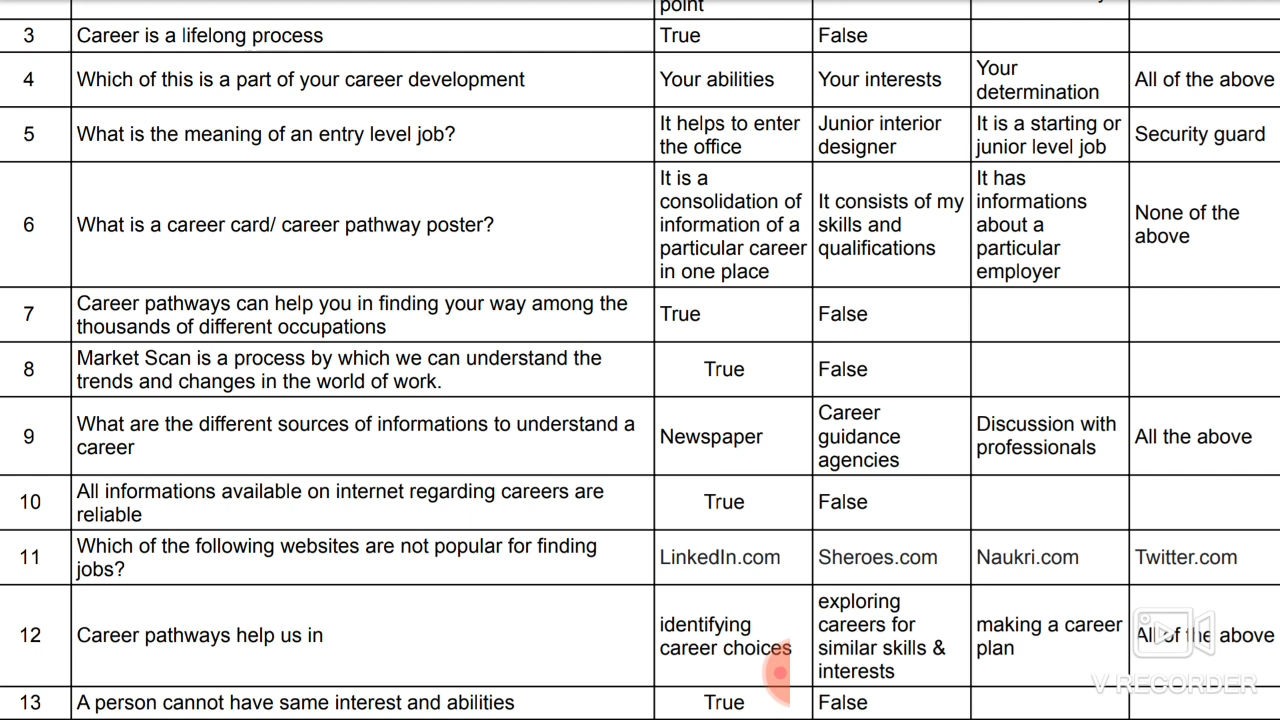 point
3 Career is a lifelong process True False
4 Which of this is a part of your career development Your abilities Your interests Your determination All of the above
5 What is the meaning of an entry level job? It helps to enter the office Junior interior designer It is a starting or junior level job Security guard
6 What is a career card/ career pathway poster? It is a consolidation of information of a particular career in one place It consists of my skills and qualifications It has informations about a particular employer None of the above
7 Career pathways can help you in finding your way among the thousands of different occupations True False
8 Market Scan is a process by which we can understand the trends and changes in the world of work. True False
9 What are the different sources of informations to understand a career Newspaper Career guidance agencies Discussion with professionals All the above
10 All informations available on internet regarding careers are reliable True False
11 Which of the following websites are not popular for finding jobs? LinkedIn.com Sheroes.com Naukri.com Twitter.com
12 Career pathways help us in identifying career choices exploring careers for similar skills & interests making a career plan All of the above
V RECORDER
13 A person cannot have same interest and abilities True False